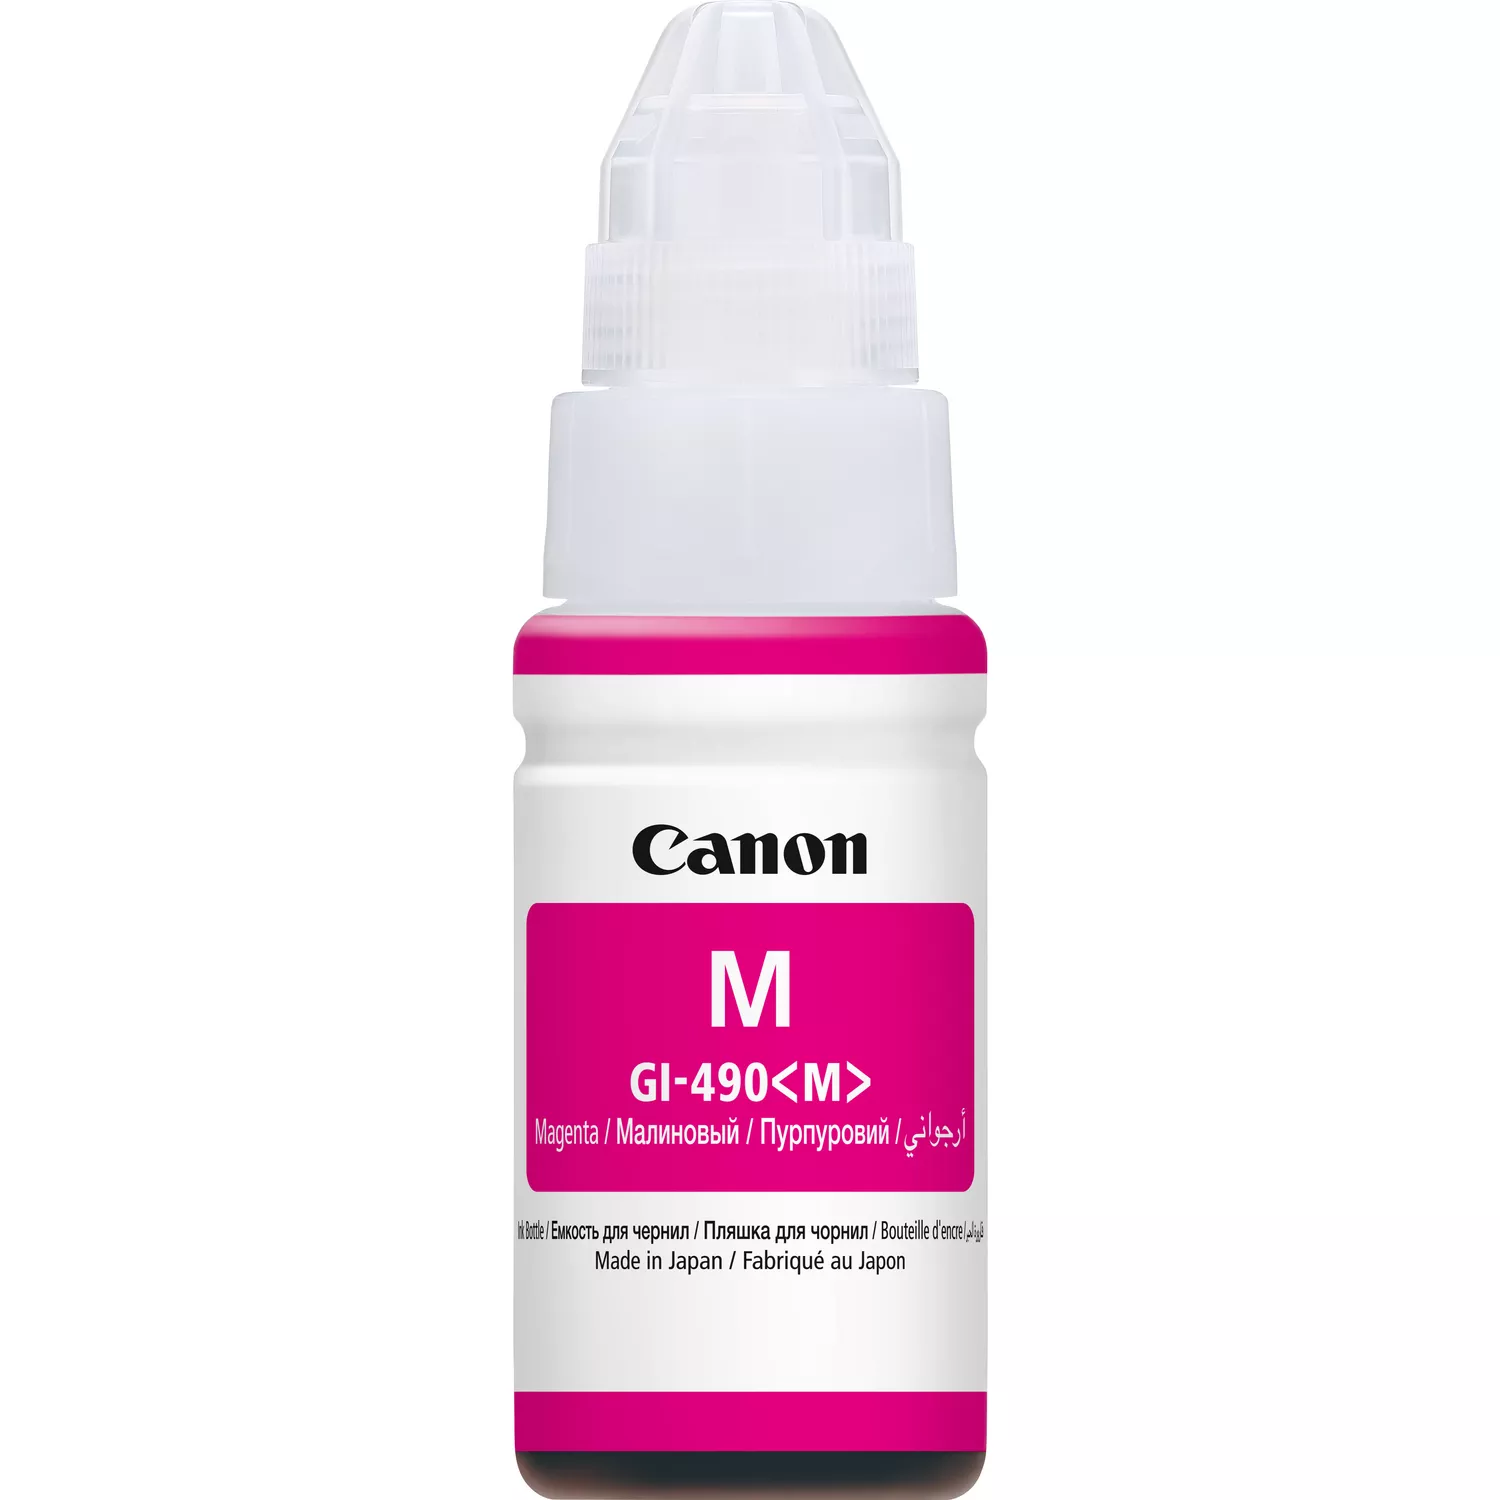 Canon
M
GI-490<M>
Magenta / Малиновый / Пурпуровий / أرجواني
Ink Bottle / Емкость для чернил / Пляшка для чорнил / Bouteille d'encre /
Made in Japan / Fabriqué au Japon